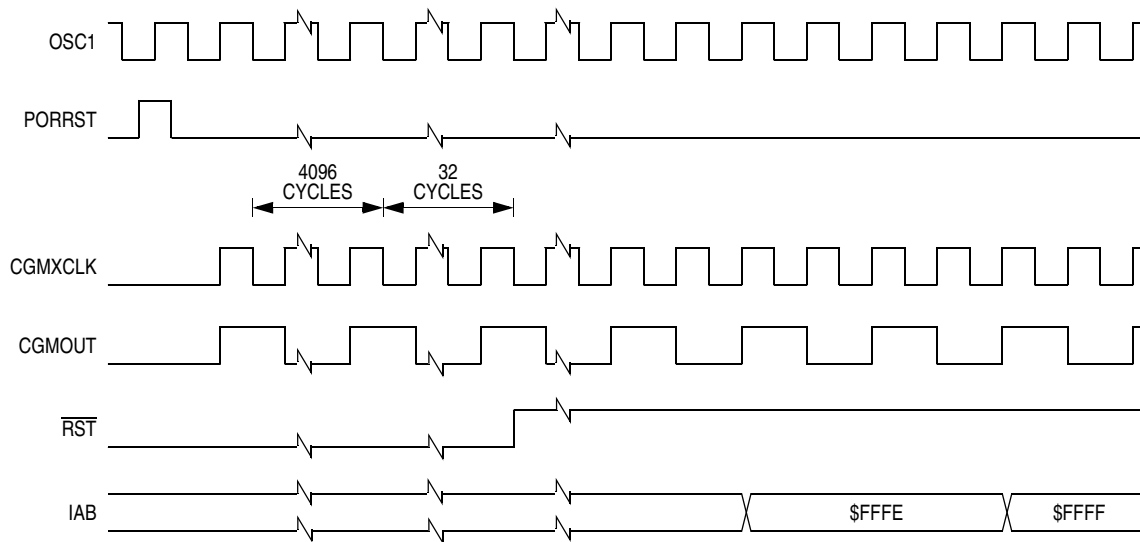 OSC1
PORRST
4096
CYCLES
32
CYCLES
CGMXCLK
CGMOUT
RST
IAB
$FFFE
$FFFF